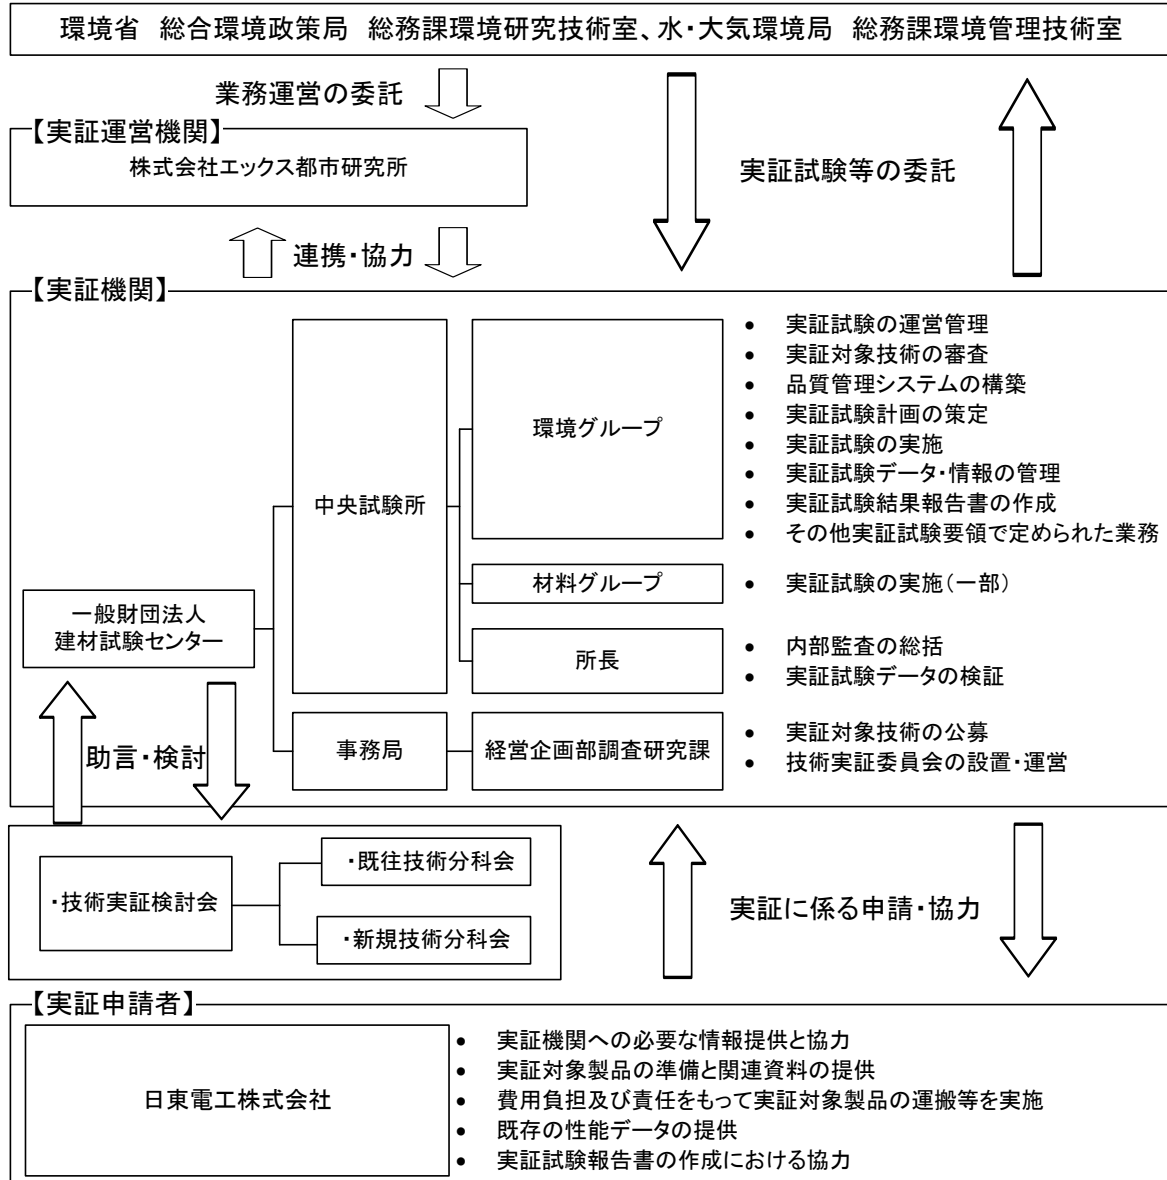 環境省　総合環境政策局　総務課環境研究技術室、水・大気環境局　総務課環境管理技術室
業務運営の委託
【実証運営機関】
株式会社エックス都市研究所
実証試験等の委託
連携・協力
【実証機関】
一般財団法人
建材試験センター
中央試験所
環境グループ
• 実証試験の運営管理
• 実証対象技術の審査
• 品質管理システムの構築
• 実証試験計画の策定
• 実証試験の実施
• 実証試験データ・情報の管理
• 実証試験結果報告書の作成
• その他実証試験要領で定められた業務
材料グループ
• 実証試験の実施（一部）
所長
• 内部監査の総括
• 実証試験データの検証
事務局
経営企画部調査研究課
• 実証対象技術の公募
• 技術実証委員会の設置・運営
助言・検討
・技術実証検討会
・既往技術分科会
・新規技術分科会
実証に係る申請・協力
【実証申請者】
日東電工株式会社
• 実証機関への必要な情報提供と協力
• 実証対象製品の準備と関連資料の提供
• 費用負担及び責任をもって実証対象製品の運搬等を実施
• 既存の性能データの提供
• 実証試験報告書の作成における協力